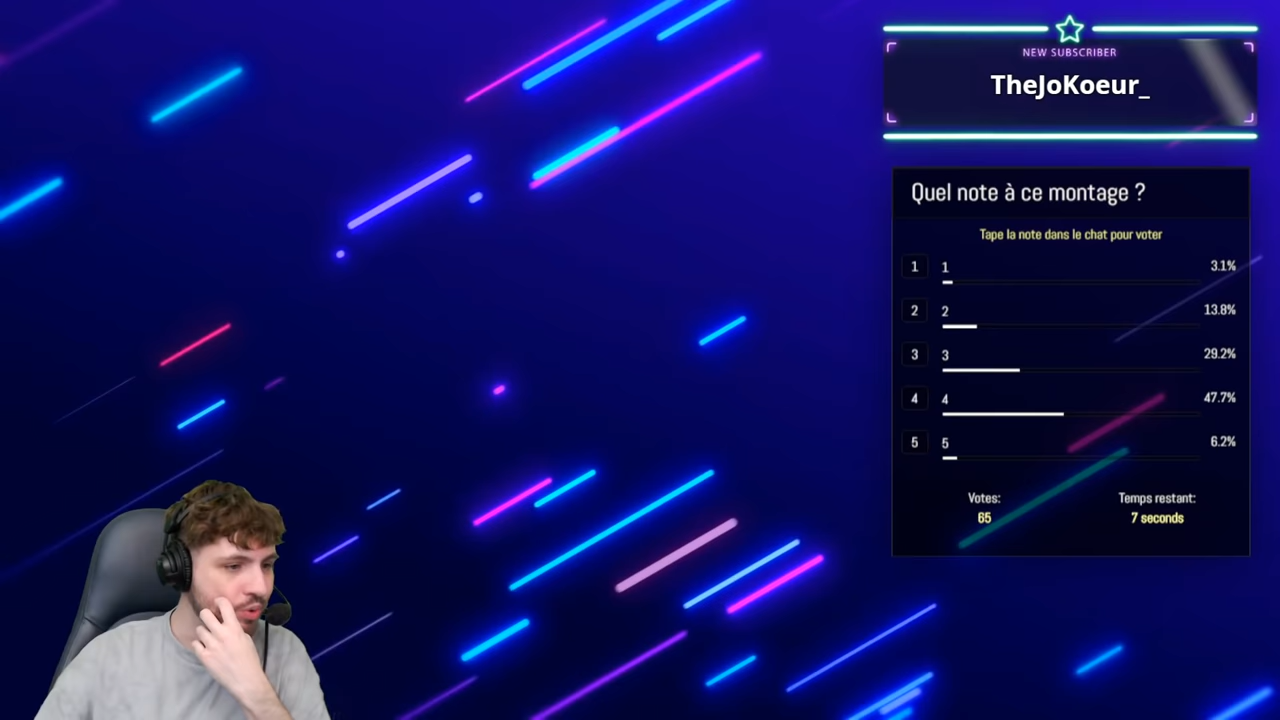 NEW SUBSCRIBER
TheJoKoeur_
Quel note à ce montage ?
Tape la note dans le chat pour voter
1 1 3.1%
2 2 13.8%
3 3 29.2%
4 4 47.7%
5 5 6.2%
Votes: Temps restant:
65 7 seconds